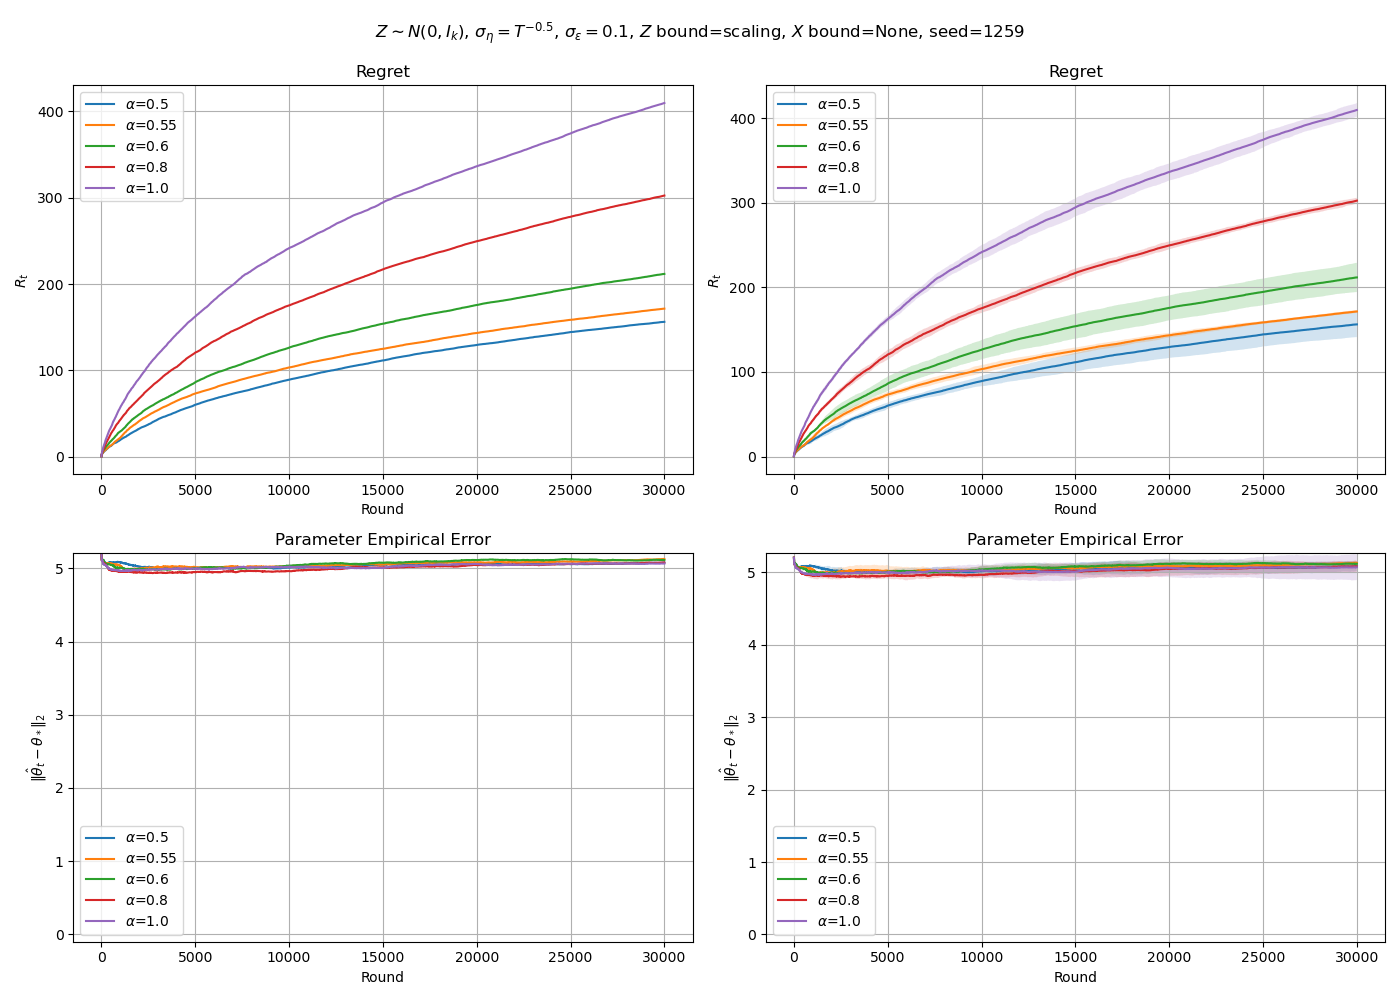 Z ∼ N(0, I_k), σ_η = T^{−0.5}, σ_ε = 0.1, Z bound=scaling, X bound=None, seed=1259
Regret
R_t
400
300
200
100
0
α=0.5
α=0.55
α=0.6
α=0.8
α=1.0
0 5000 10000 15000 20000 25000 30000
Round
Regret
R_t
400
300
200
100
0
α=0.5
α=0.55
α=0.6
α=0.8
α=1.0
0 5000 10000 15000 20000 25000 30000
Round
Parameter Empirical Error
‖θ̂_t − θ_*‖_2
5
4
3
2
1
0
α=0.5
α=0.55
α=0.6
α=0.8
α=1.0
0 5000 10000 15000 20000 25000 30000
Round
Parameter Empirical Error
‖θ̂_t − θ_*‖_2
5
4
3
2
1
0
α=0.5
α=0.55
α=0.6
α=0.8
α=1.0
0 5000 10000 15000 20000 25000 30000
Round